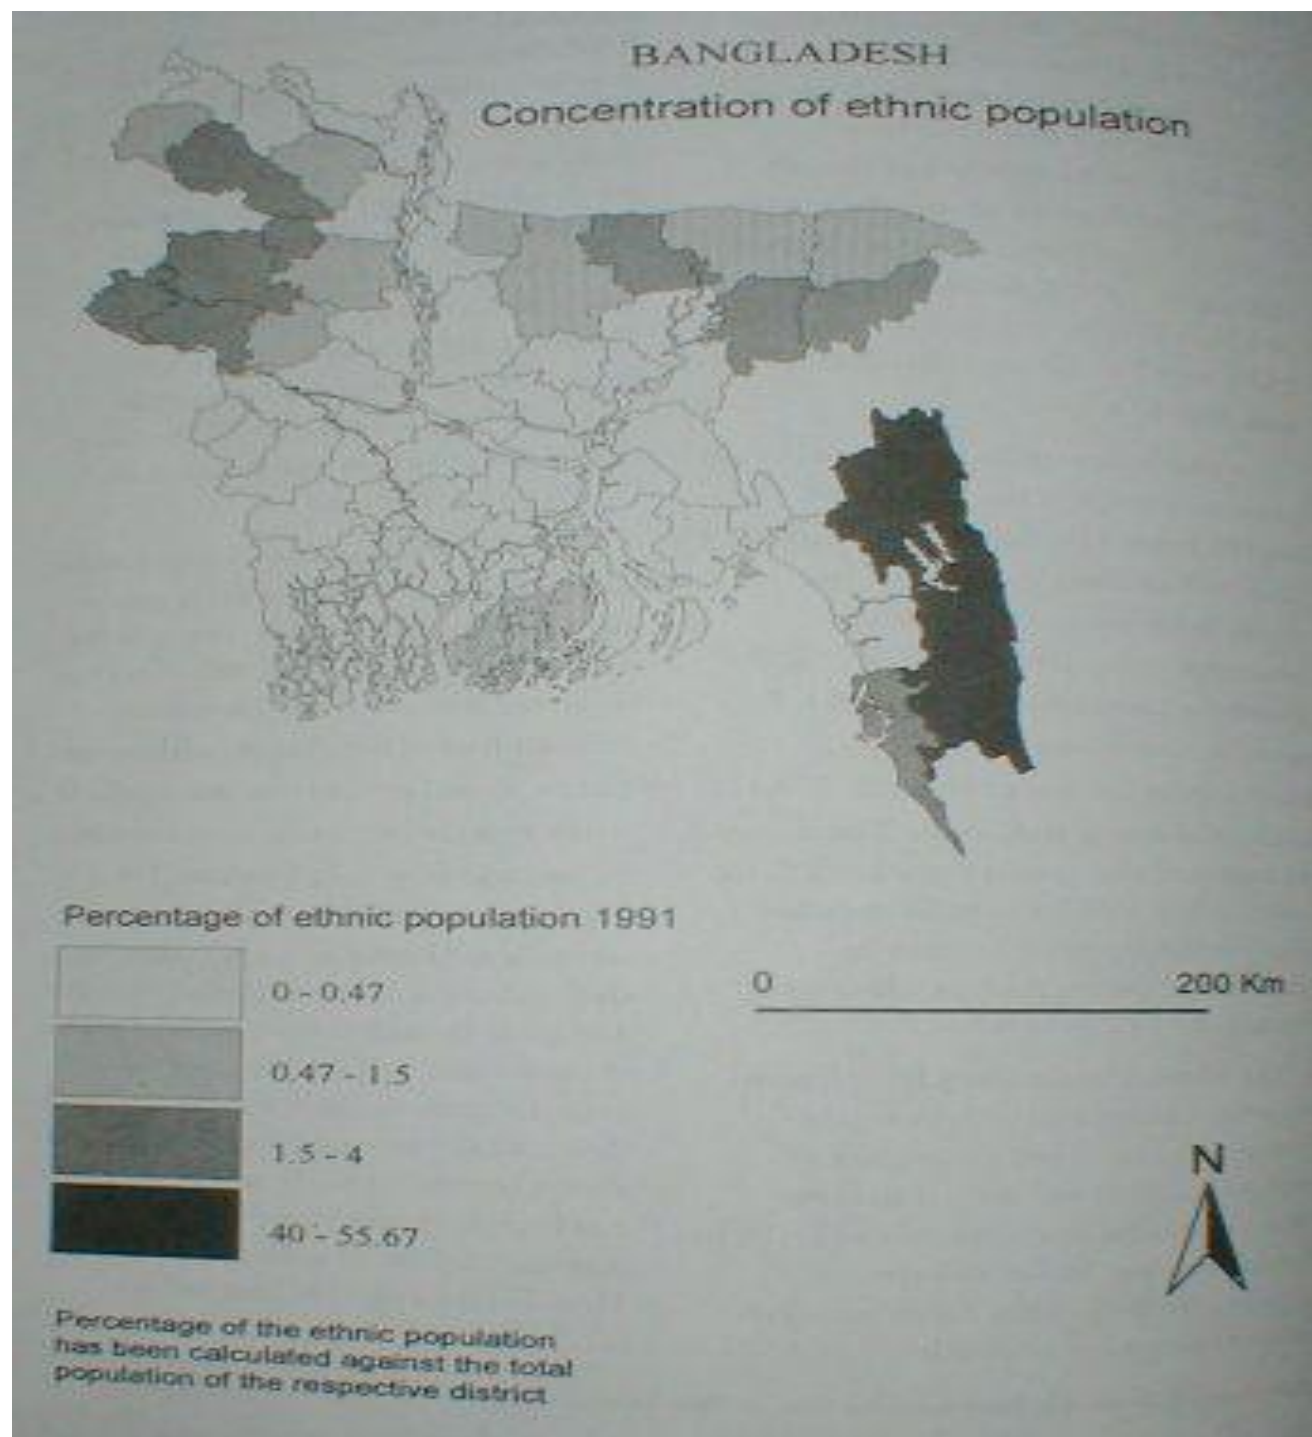 BANGLADESH
Concentration of ethnic population
Percentage of ethnic population 1991
0 - 0.47
0.47 - 1.5
1.5 - 4
40 - 55.67
0 200 Km
N
Percentage of the ethnic population
has been calculated against the total
population of the respective district